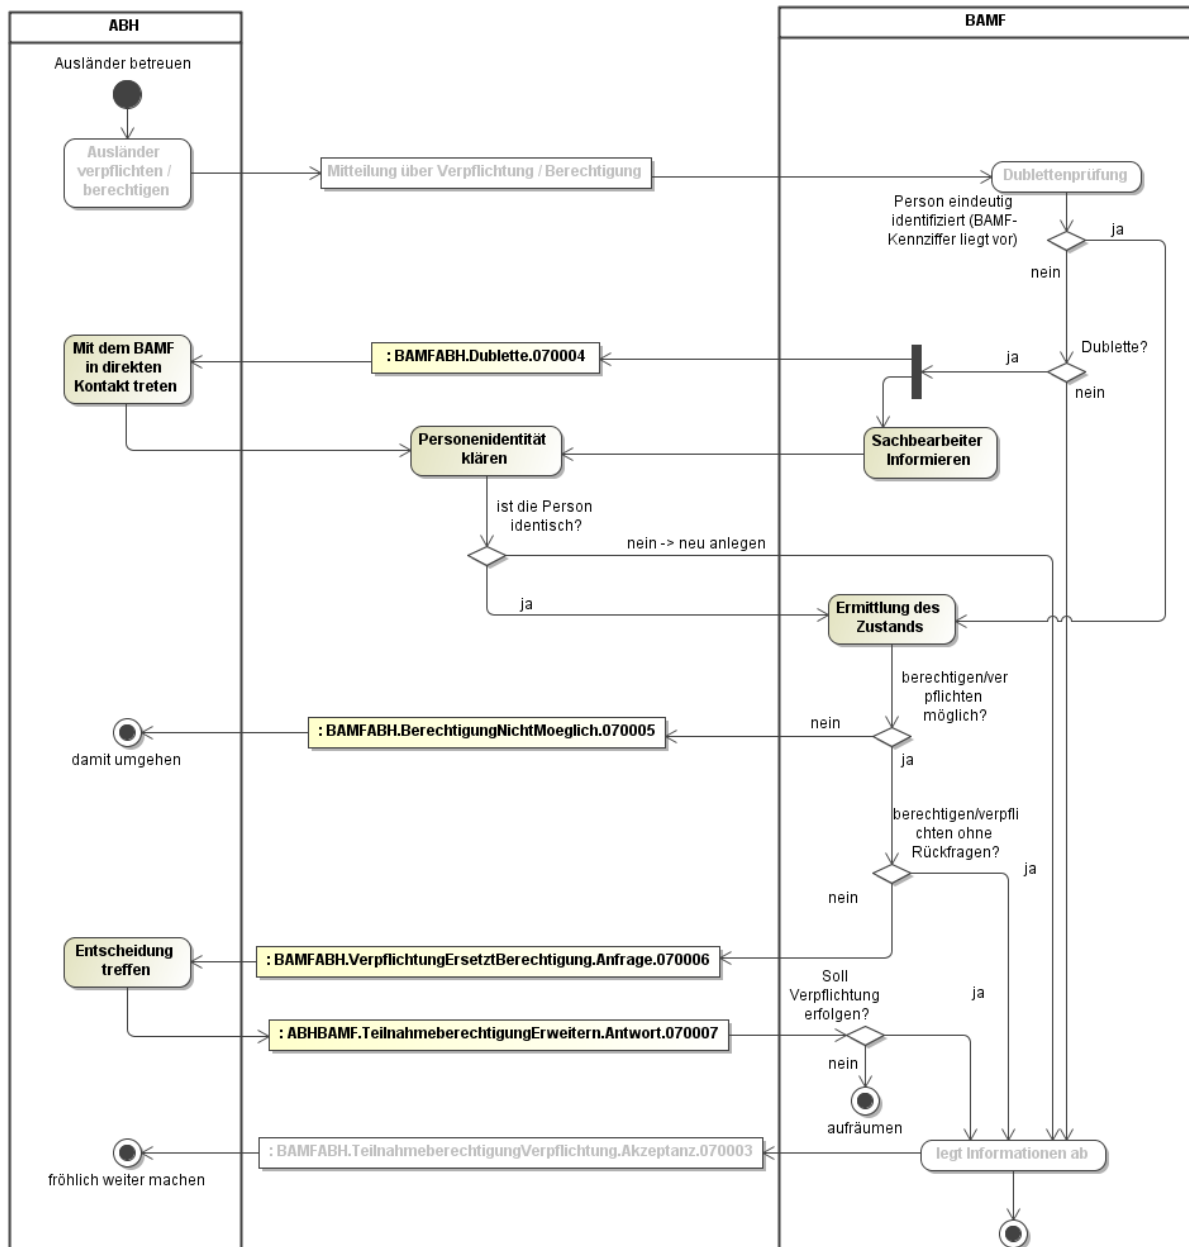 ABH
BAMF
Ausländer betreuen
Ausländer
verpflichten /
berechtigen
Mitteilung über Verpflichtung / Berechtigung
Dublettenprüfung
Person eindeutig
identifiziert (BAMF-
Kennziffer liegt vor)
ja
nein
Mit dem BAMF
in direkten
Kontakt treten
: BAMFABH.Dublette.070004
ja
Dublette?
nein
Personenidentität
klären
Sachbearbeiter
Informieren
ist die Person
identisch?
nein -> neu anlegen
ja
Ermittlung des
Zustands
berechtigen/ver
pflichten
möglich?
nein
: BAMFABH.BerechtigungNichtMoeglich.070005
damit umgehen
ja
berechtigen/verpfli
chten ohne
Rückfragen?
ja
nein
Entscheidung
treffen
: BAMFABH.VerpflichtungErsetztBerechtigung.Anfrage.070006
Soll
Verpflichtung
erfolgen?
ja
: ABHBAMF.TeilnahmeberechtigungErweitern.Antwort.070007
nein
aufräumen
: BAMFABH.TeilnahmeberechtigungVerpflichtung.Akzeptanz.070003
legt Informationen ab
fröhlich weiter machen